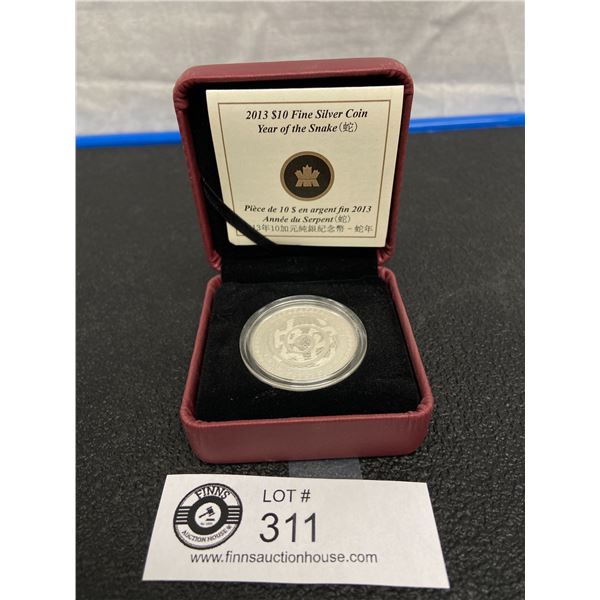 2013 $10 Fine Silver Coin
Year of the Snake (蛇)
Pièce de 10 $ en argent fin 2013
Année du Serpent (蛇)
13年10加元純銀紀念幣 - 蛇年
FINNS
AUCTION HOUSE
LOT #
311
www.finnsauctionhouse.com